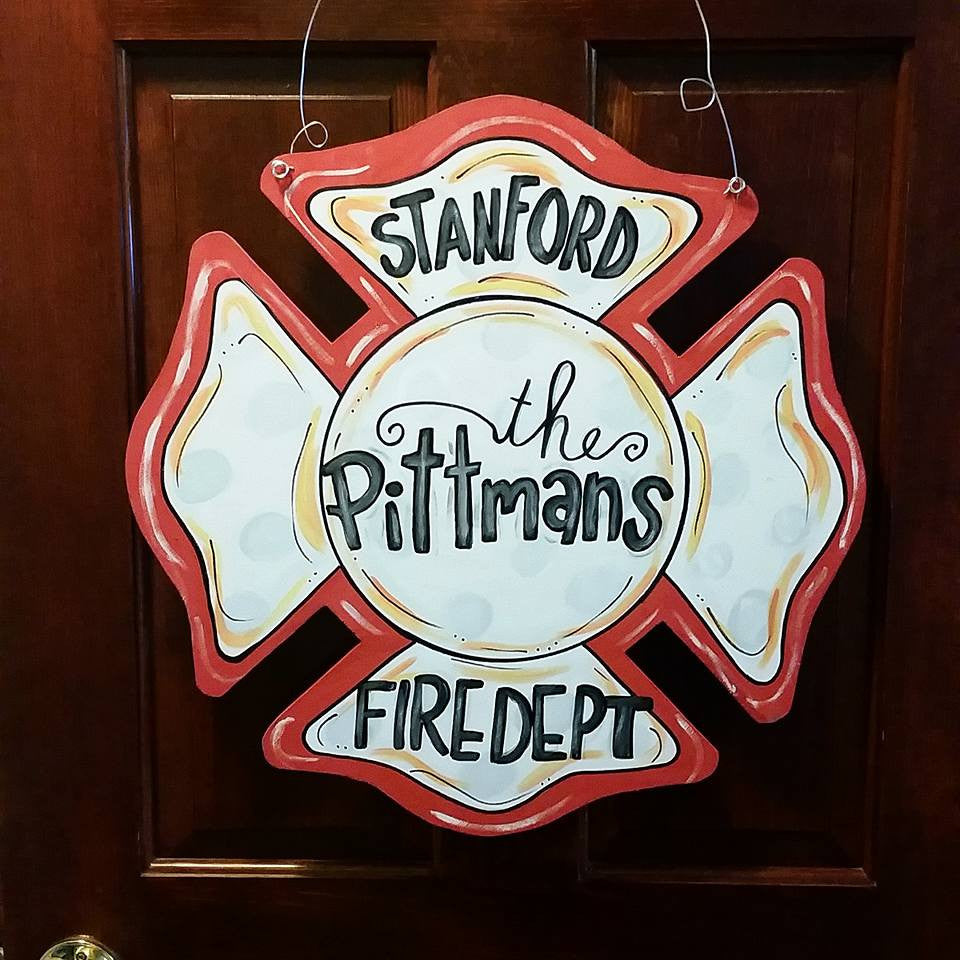 STANFORD
the
Pittmans
FIRE DEPT